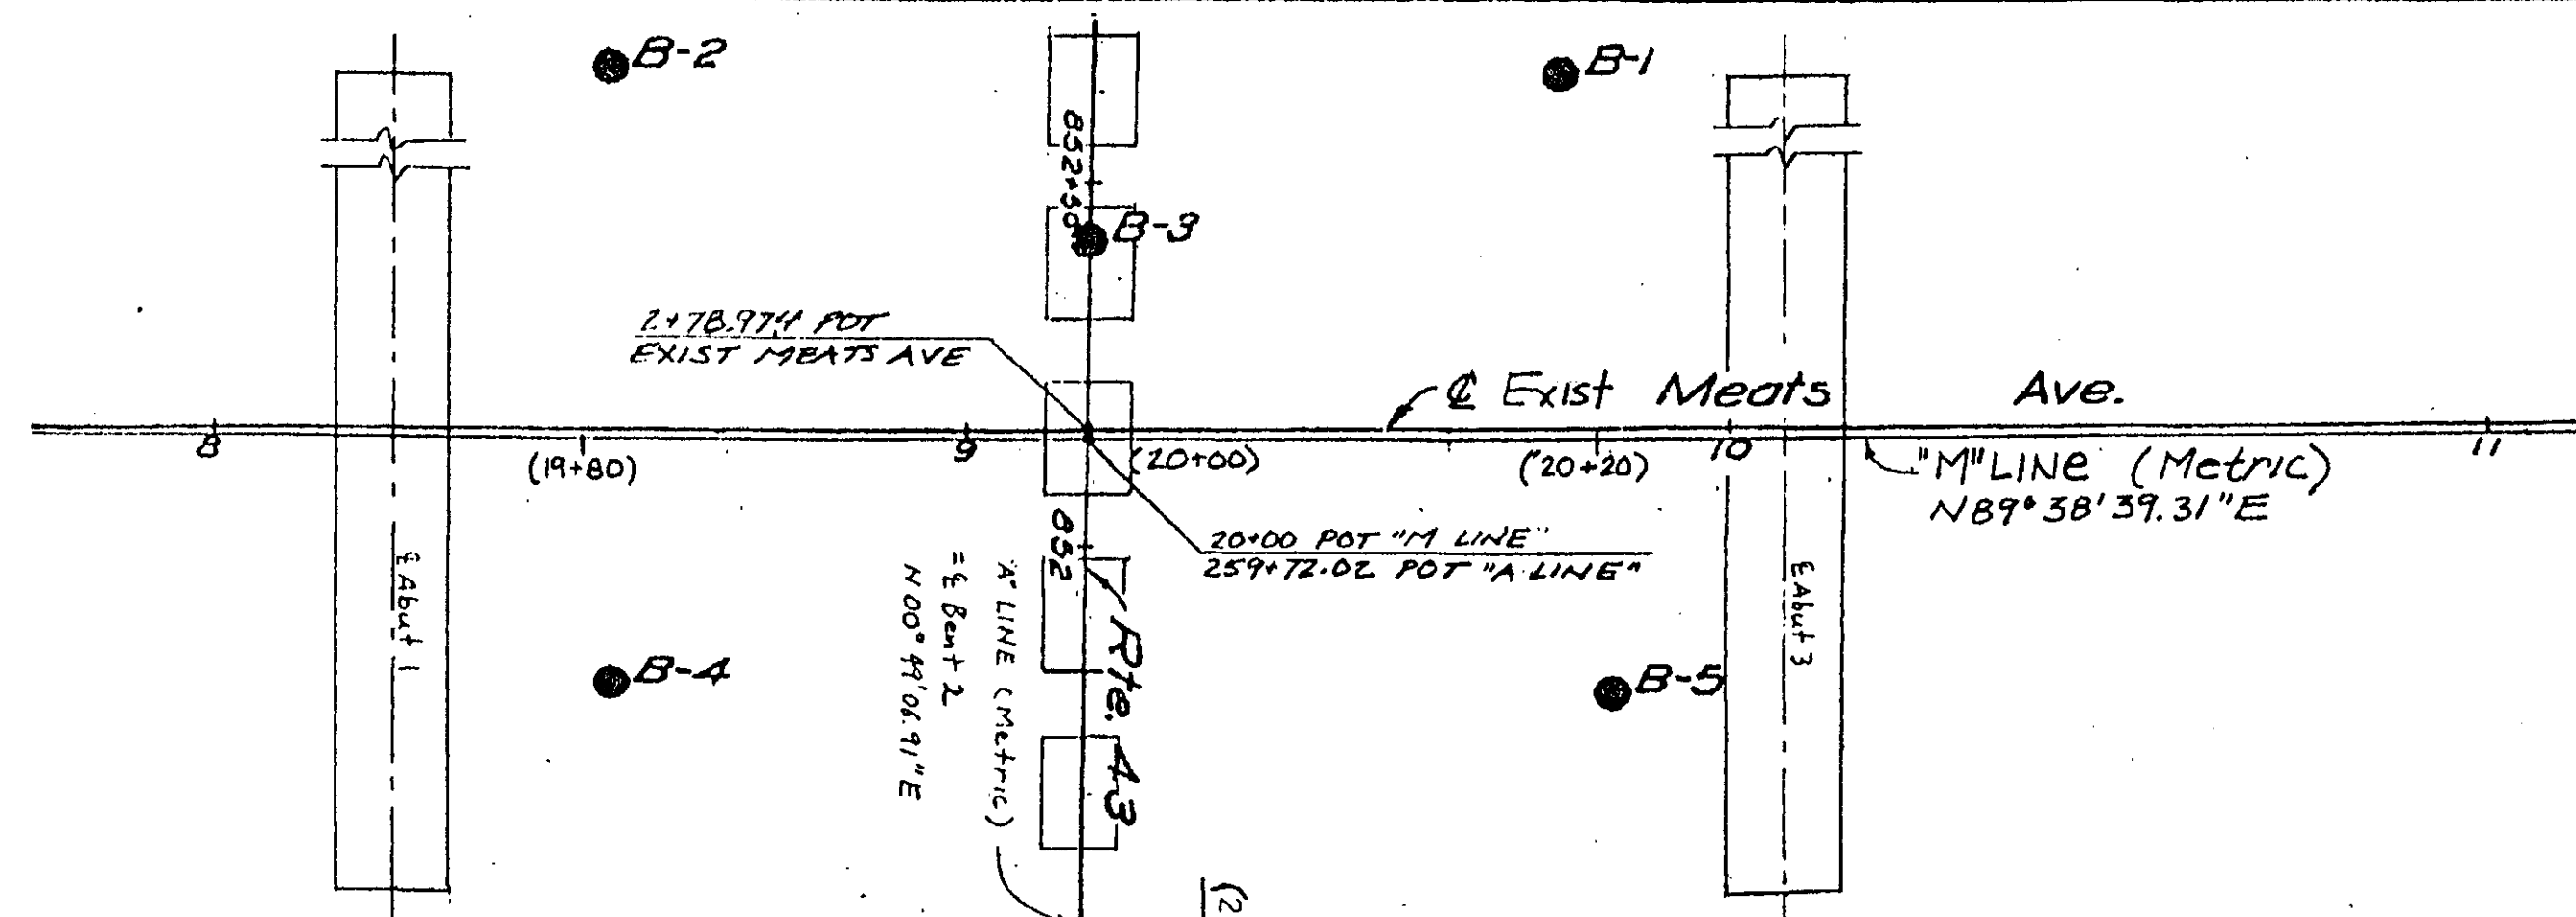 B-2
B-1
852+50
B-3
2+78.974 POT
EXIST MEATS AVE
℄ Exist Meats Ave.
8
(19+80)
9
(20+00)
(20+20)
10
11
"M" LINE (Metric)
N89°38'39.31"E
20+00 POT "M LINE"
259+72.02 POT "A LINE"
852
℄ Abut 1
℄ Abut 3
"A" LINE (Metric)
= ℄ Bent 2
B-4
Rte. 43
B-5
(2